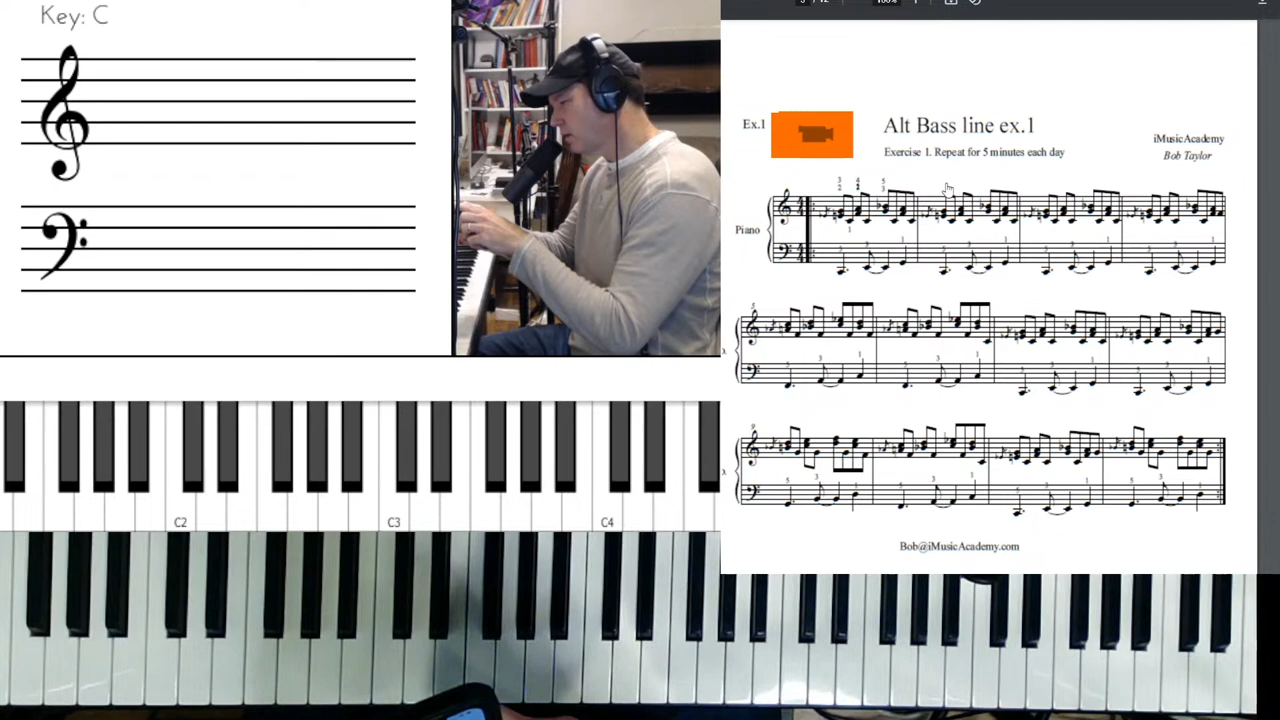 Key: C
Ex.1
Alt Bass line ex.1
Exercise 1. Repeat for 5 minutes each day
iMusicAcademy
Bob Taylor
Piano
Bob@iMusicAcademy.com
C2
C3
C4